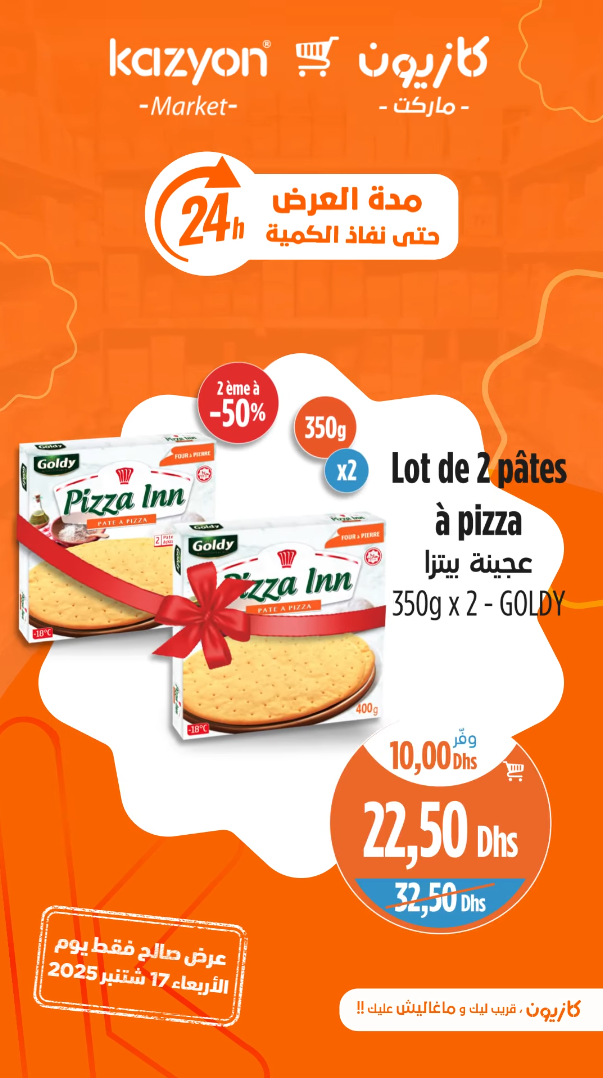 kazyon® كازيون
-Market- - ماركت -
24h
مدة العرض
حتى نفاذ الكمية
2 ème à
-50%
350g
x2
Lot de 2 pâtes
à pizza
عجينة بيتزا
350g x 2 - GOLDY
Goldy
Pizza Inn
PATE A PIZZA
FOUR à PIERRE
-18°C
Goldy
Pizza Inn
PATE A PIZZA
FOUR à PIERRE
400g
-18°C
وفّر
10,00 Dhs
22,50 Dhs
32,50 Dhs
عرض صالح فقط يوم
الأربعاء 17 شتنبر 2025
كازيون ، قريب ليك و ماغاليش عليك !!